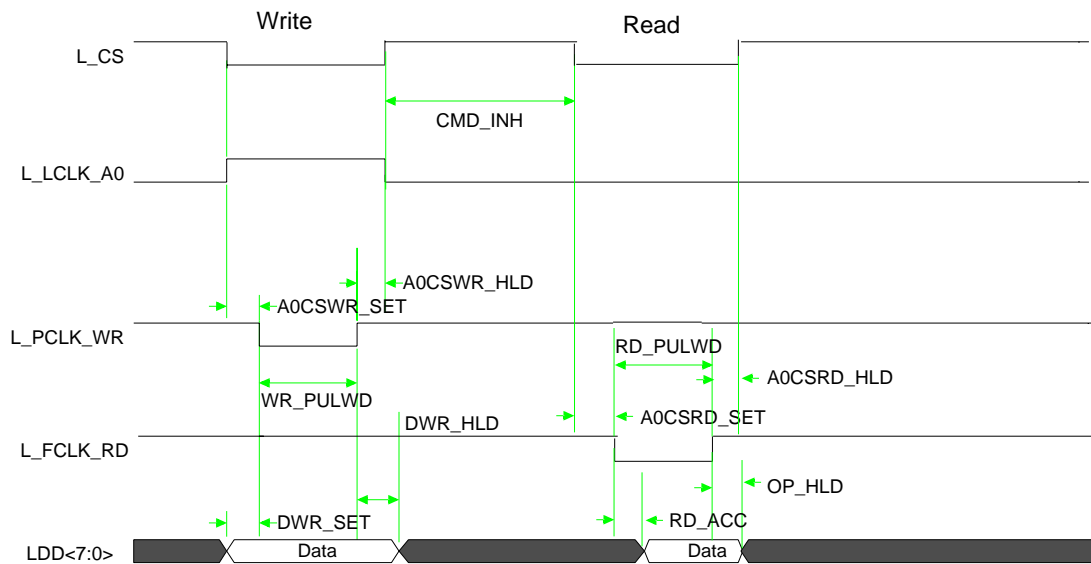 Write
Read
L_CS
CMD_INH
L_LCLK_A0
A0CSWR_HLD
A0CSWR_SET
L_PCLK_WR
RD_PULWD
A0CSRD_HLD
WR_PULWD
DWR_HLD
A0CSRD_SET
L_FCLK_RD
OP_HLD
DWR_SET
RD_ACC
LDD<7:0>
Data
Data